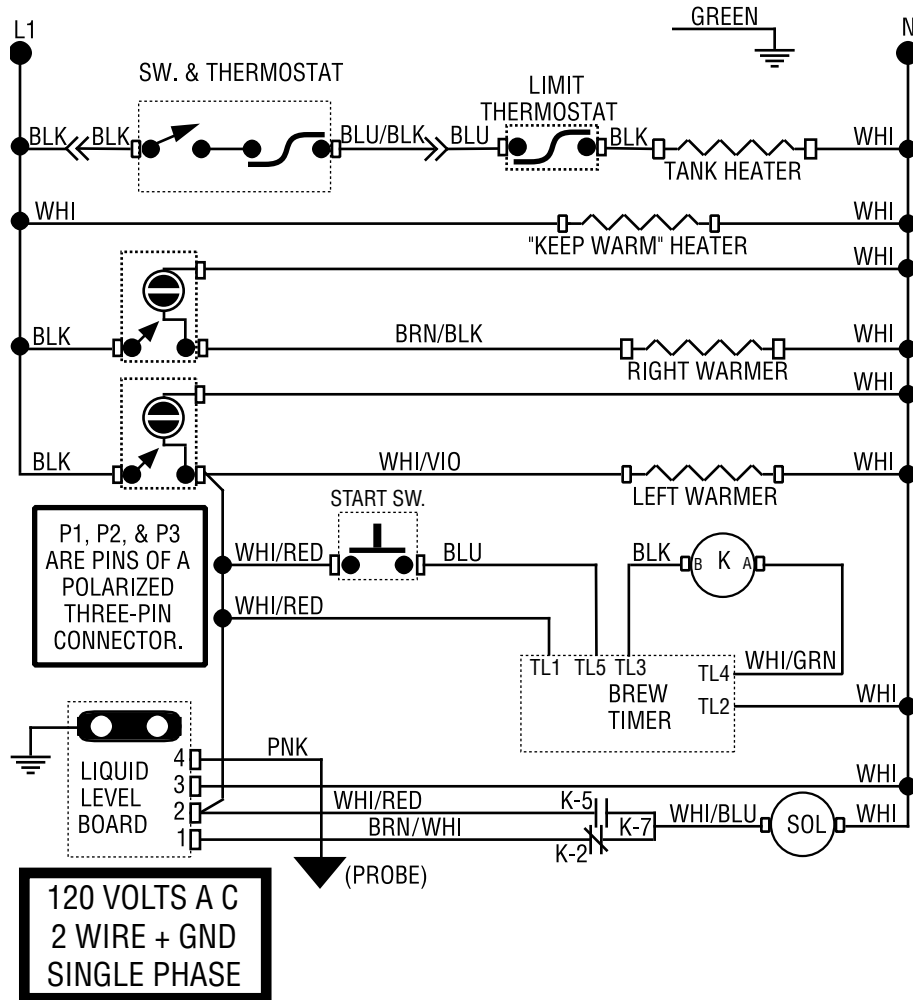 GREEN
L1
N
SW. & THERMOSTAT
LIMIT
THERMOSTAT
BLK BLK BLU/BLK BLU BLK WHI
TANK HEATER
WHI WHI
"KEEP WARM" HEATER
WHI
BLK BRN/BLK WHI
RIGHT WARMER
WHI
BLK WHI/VIO WHI
LEFT WARMER
START SW.
P1, P2, & P3
ARE PINS OF A
POLARIZED
THREE-PIN
CONNECTOR.
WHI/RED BLU BLK B K A
WHI/RED
TL1 TL5 TL3 TL4 WHI/GRN
BREW
TIMER
TL2 WHI
LIQUID
LEVEL
BOARD
4 PNK
3 WHI
2 WHI/RED K-5
1 BRN/WHI K-2 K-7 WHI/BLU SOL WHI
(PROBE)
120 VOLTS A C
2 WIRE + GND
SINGLE PHASE